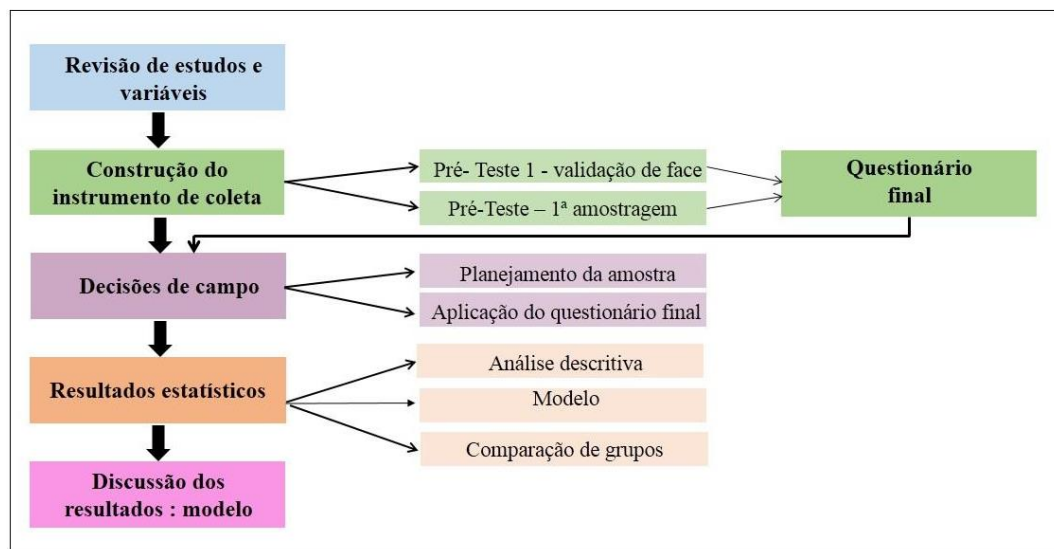 Revisão de estudos e
variáveis
Construção do
instrumento de coleta
Pré- Teste 1 - validação de face
Pré-Teste – 1ª amostragem
Questionário
final
Decisões de campo
Planejamento da amostra
Aplicação do questionário final
Resultados estatísticos
Análise descritiva
Modelo
Comparação de grupos
Discussão dos
resultados : modelo